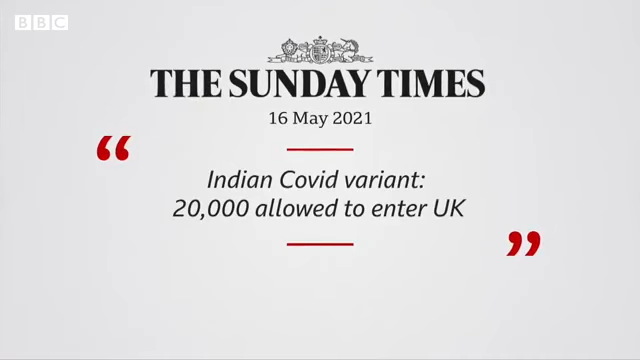 BBC
THE SUNDAY TIMES
16 May 2021
“
Indian Covid variant:
20,000 allowed to enter UK
”